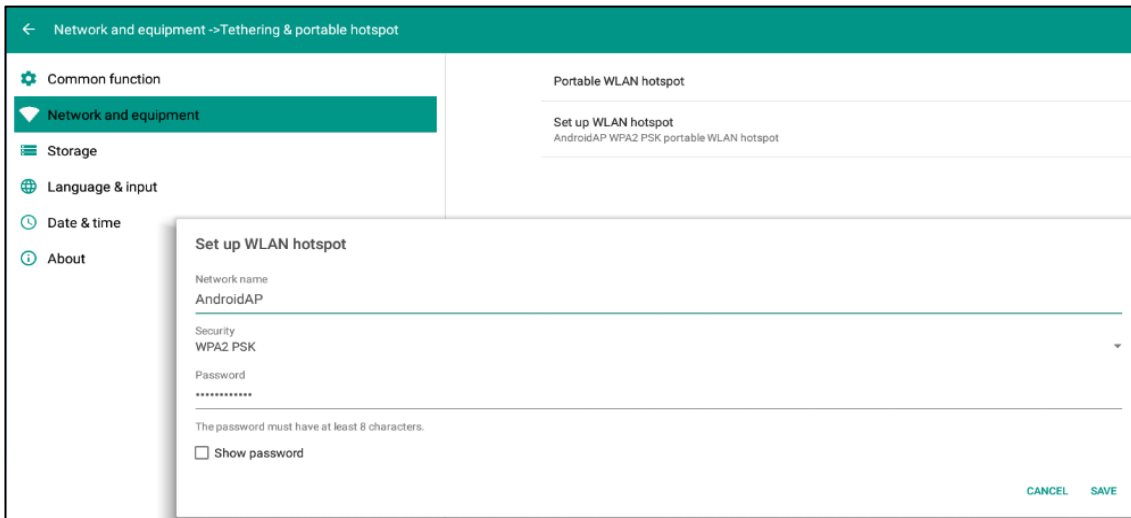 Network and equipment ->Tethering & portable hotspot
Common function
Network and equipment
Storage
Language & input
Date & time
About
Portable WLAN hotspot
Set up WLAN hotspot
AndroidAP WPA2 PSK portable WLAN hotspot
Set up WLAN hotspot
Network name
AndroidAP
Security
WPA2 PSK
Password
••••••••••••
The password must have at least 8 characters.
Show password
CANCEL SAVE